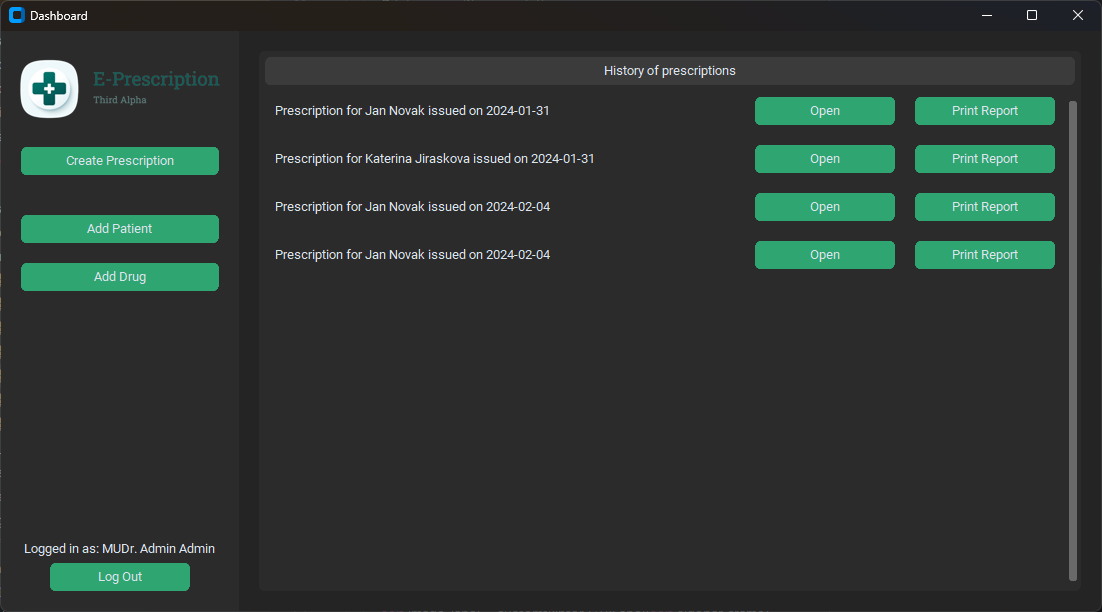 Dashboard
E-Prescription
Third Alpha
Create Prescription
Add Patient
Add Drug
Logged in as: MUDr. Admin Admin
Log Out
History of prescriptions
Prescription for Jan Novak issued on 2024-01-31 Open Print Report
Prescription for Katerina Jiraskova issued on 2024-01-31 Open Print Report
Prescription for Jan Novak issued on 2024-02-04 Open Print Report
Prescription for Jan Novak issued on 2024-02-04 Open Print Report